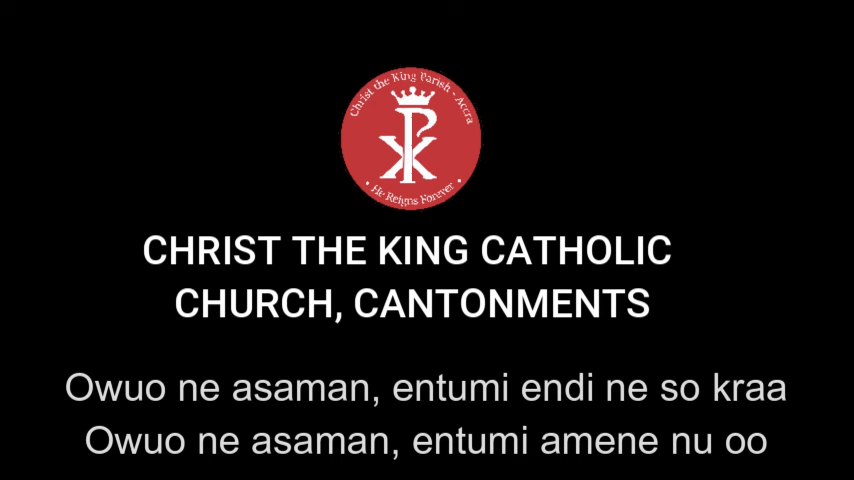 Christ the King Parish - Accra
• He Reigns Forever •
CHRIST THE KING CATHOLIC
CHURCH, CANTONMENTS
Owuo ne asaman, entumi endi ne so kraa
Owuo ne asaman, entumi amene nu oo